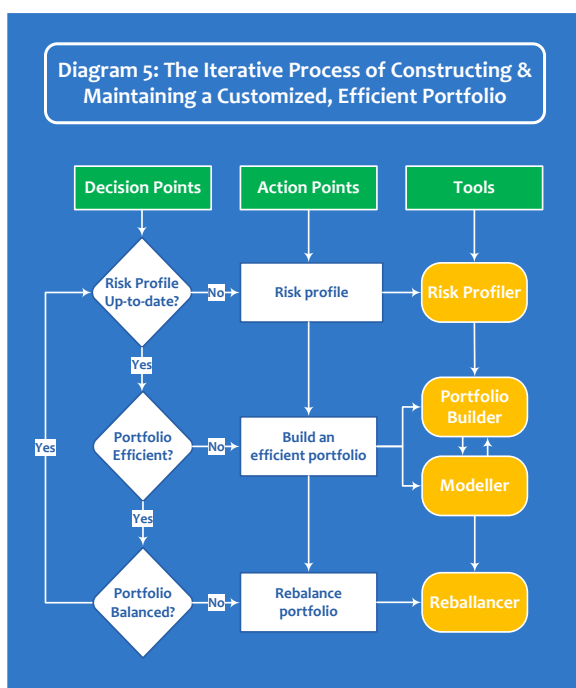 Diagram 5: The Iterative Process of Constructing &
Maintaining a Customized, Efficient Portfolio
Decision Points
Action Points
Tools
Risk Profile
Up-to-date?
No
Risk profile
Risk Profiler
Yes
Portfolio
Efficient?
No
Build an
efficient portfolio
Portfolio
Builder
Modeller
Yes
Yes
Portfolio
Balanced?
No
Rebalance
portfolio
Reballancer